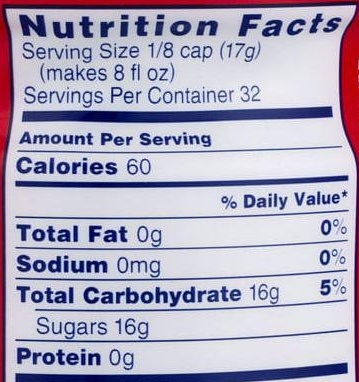 Nutrition Facts
Serving Size 1/8 cap (17g)
(makes 8 fl oz)
Servings Per Container 32
Amount Per Serving
Calories 60
% Daily Value*
Total Fat 0g 0%
Sodium 0mg 0%
Total Carbohydrate 16g 5%
Sugars 16g
Protein 0g